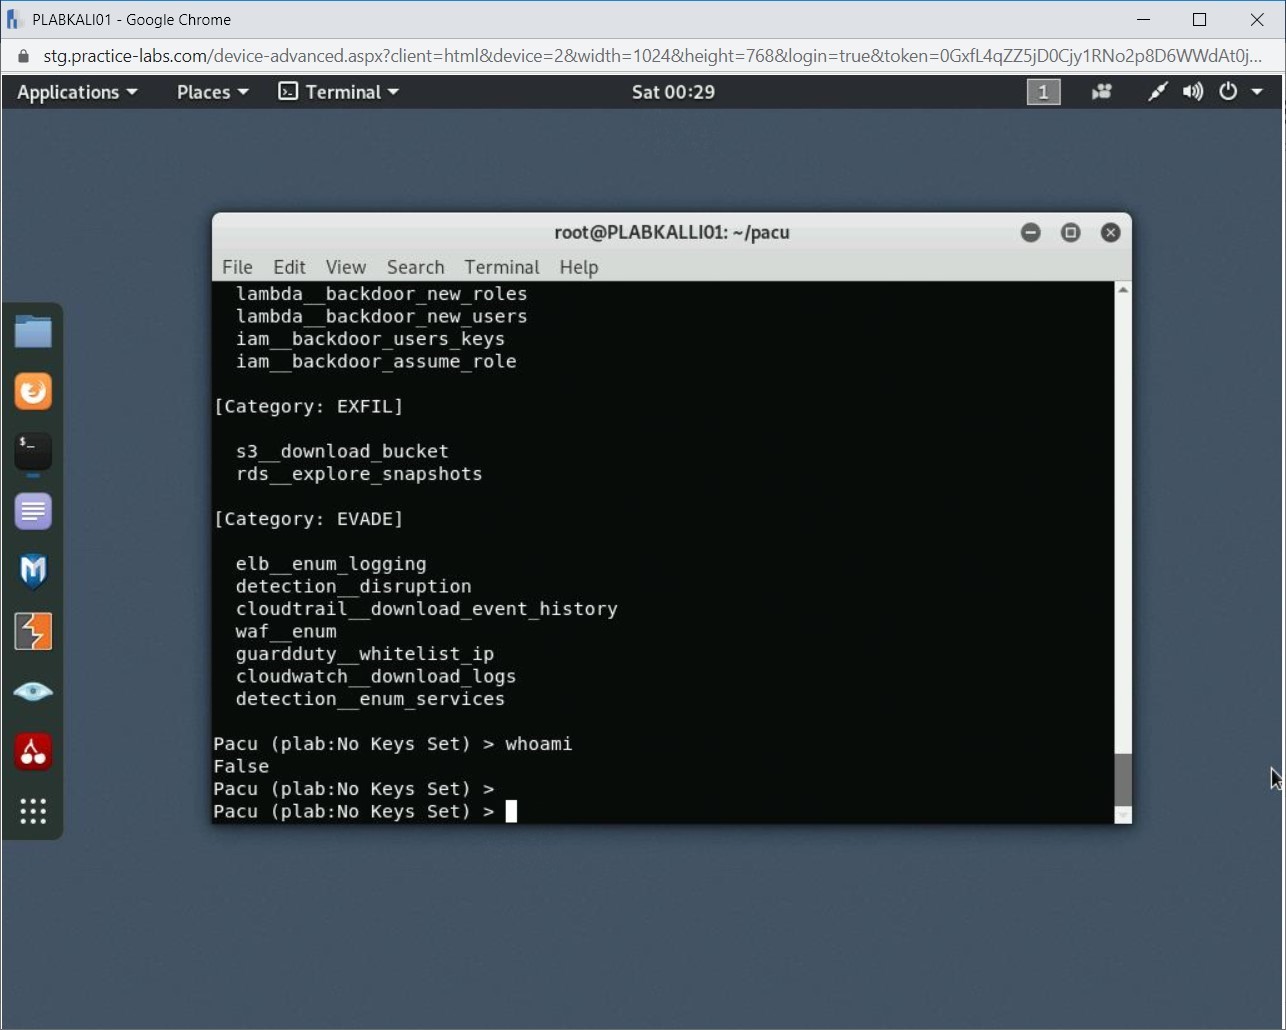 PLABKALI01 - Google Chrome
stg.practice-labs.com/device-advanced.aspx?client=html&device=2&width=1024&height=768&login=true&token=0GxfL4qZZ5jD0Cjy1RNo2p8D6WWdAt0j...
Applications Places Terminal Sat 00:29 1
root@PLABKALLI01: ~/pacu
File Edit View Search Terminal Help
lambda__backdoor_new_roles
lambda__backdoor_new_users
iam__backdoor_users_keys
iam__backdoor_assume_role
[Category: EXFIL]
s3__download_bucket
rds__explore_snapshots
[Category: EVADE]
elb__enum_logging
detection__disruption
cloudtrail__download_event_history
waf__enum
guardduty__whitelist_ip
cloudwatch__download_logs
detection__enum_services
Pacu (plab:No Keys Set) > whoami
False
Pacu (plab:No Keys Set) >
Pacu (plab:No Keys Set) >
$_